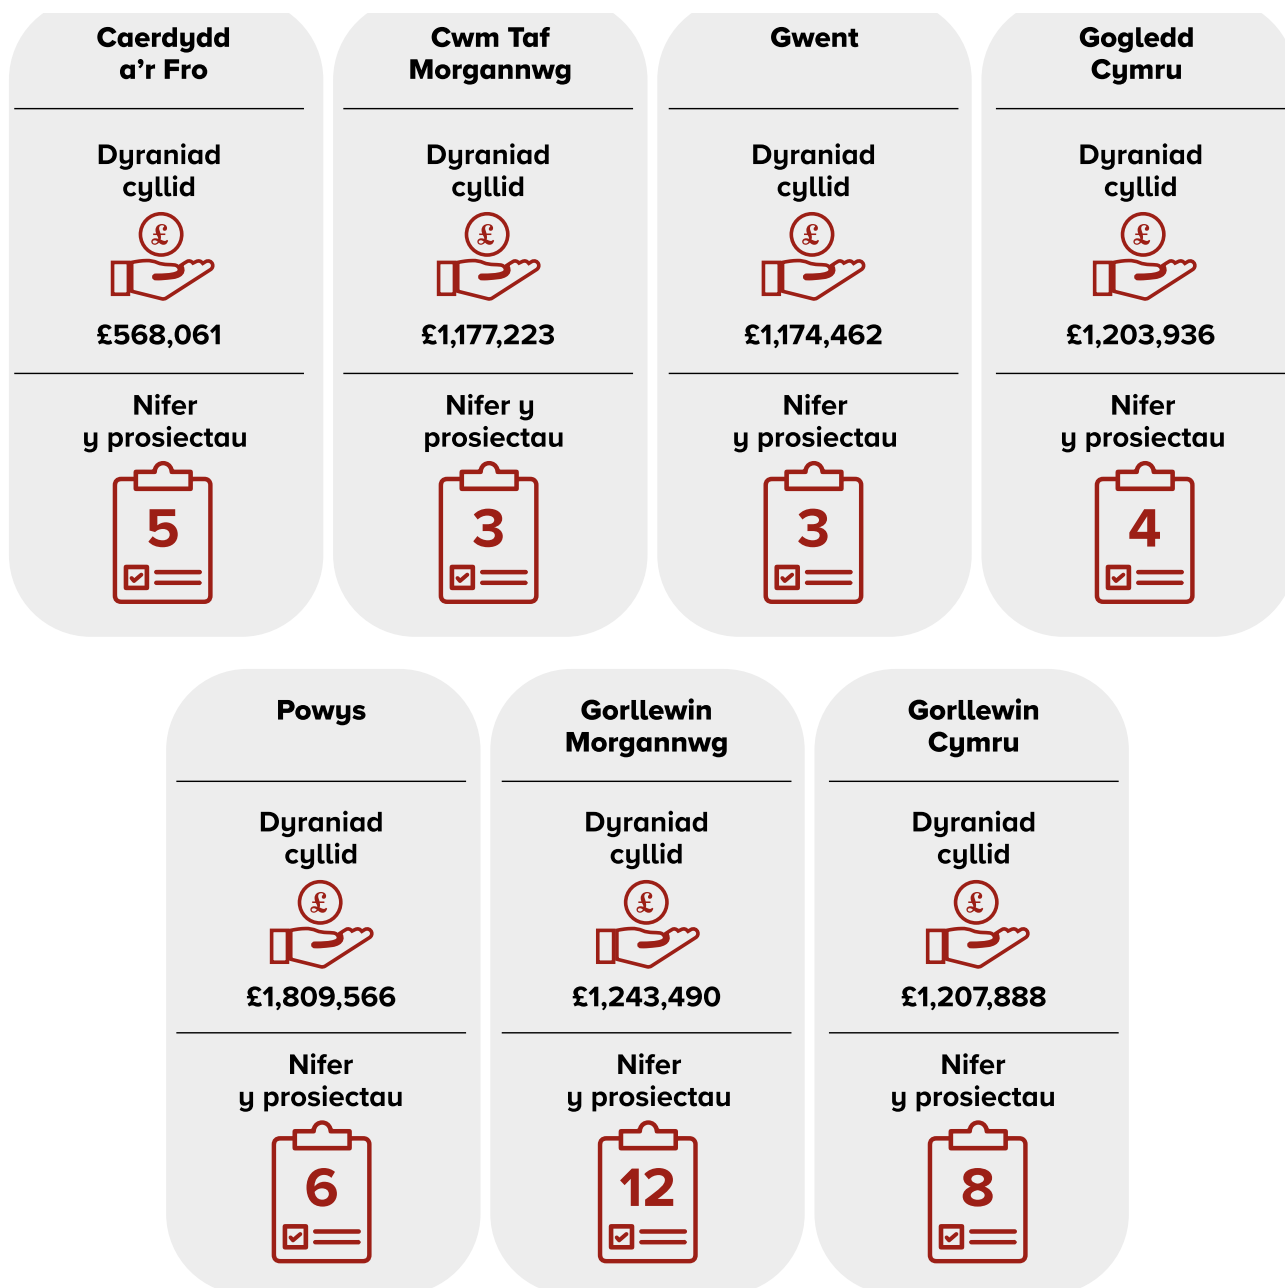 Caerdydd
a’r Fro
Dyraniad
cyllid
£
£568,061
Nifer
y prosiectau
5
Cwm Taf
Morgannwg
Dyraniad
cyllid
£
£1,177,223
Nifer y
prosiectau
3
Gwent
Dyraniad
cyllid
£
£1,174,462
Nifer
y prosiectau
3
Gogledd
Cymru
Dyraniad
cyllid
£
£1,203,936
Nifer
y prosiectau
4
Powys
Dyraniad
cyllid
£
£1,809,566
Nifer
y prosiectau
6
Gorllewin
Morgannwg
Dyraniad
cyllid
£
£1,243,490
Nifer
y prosiectau
12
Gorllewin
Cymru
Dyraniad
cyllid
£
£1,207,888
Nifer
y prosiectau
8